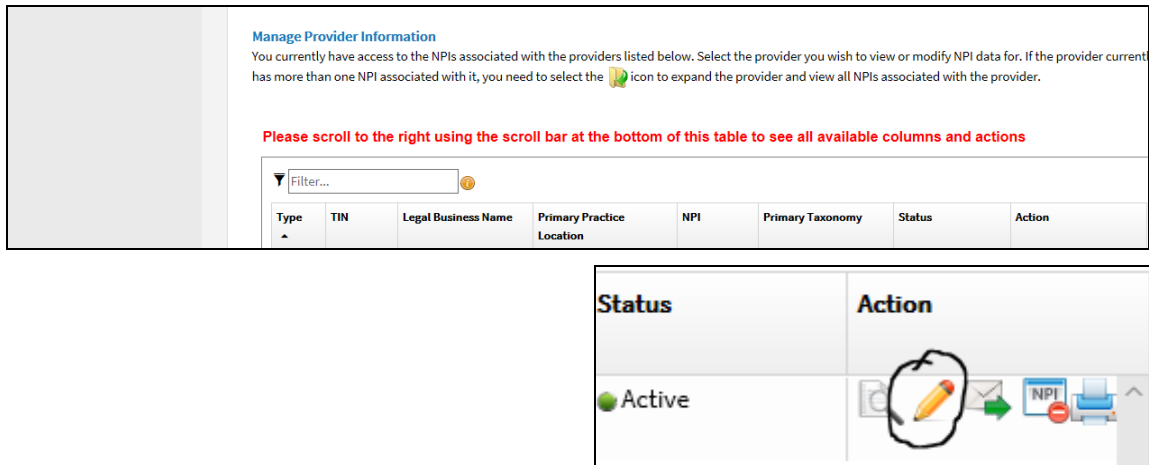 Manage Provider Information
You currently have access to the NPIs associated with the providers listed below. Select the provider you wish to view or modify NPI data for. If the provider currentl
has more than one NPI associated with it, you need to select the icon to expand the provider and view all NPIs associated with the provider.
Please scroll to the right using the scroll bar at the bottom of this table to see all available columns and actions
Filter...
Type TIN Legal Business Name Primary Practice Location NPI Primary Taxonomy Status Action
Status Action
Active NPI